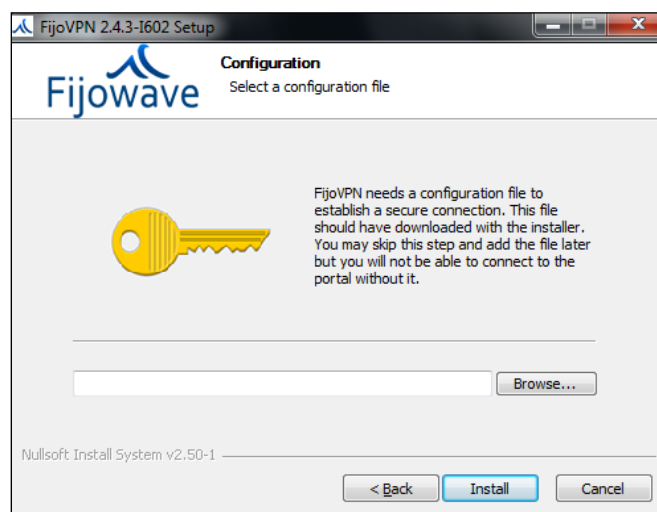 FijoVPN 2.4.3-I602 Setup
Fijowave
Configuration
Select a configuration file
FijoVPN needs a configuration file to
establish a secure connection. This file
should have downloaded with the installer.
You may skip this step and add the file later
but you will not be able to connect to the
portal without it.
Browse...
Nullsoft Install System v2.50-1
< Back
Install
Cancel